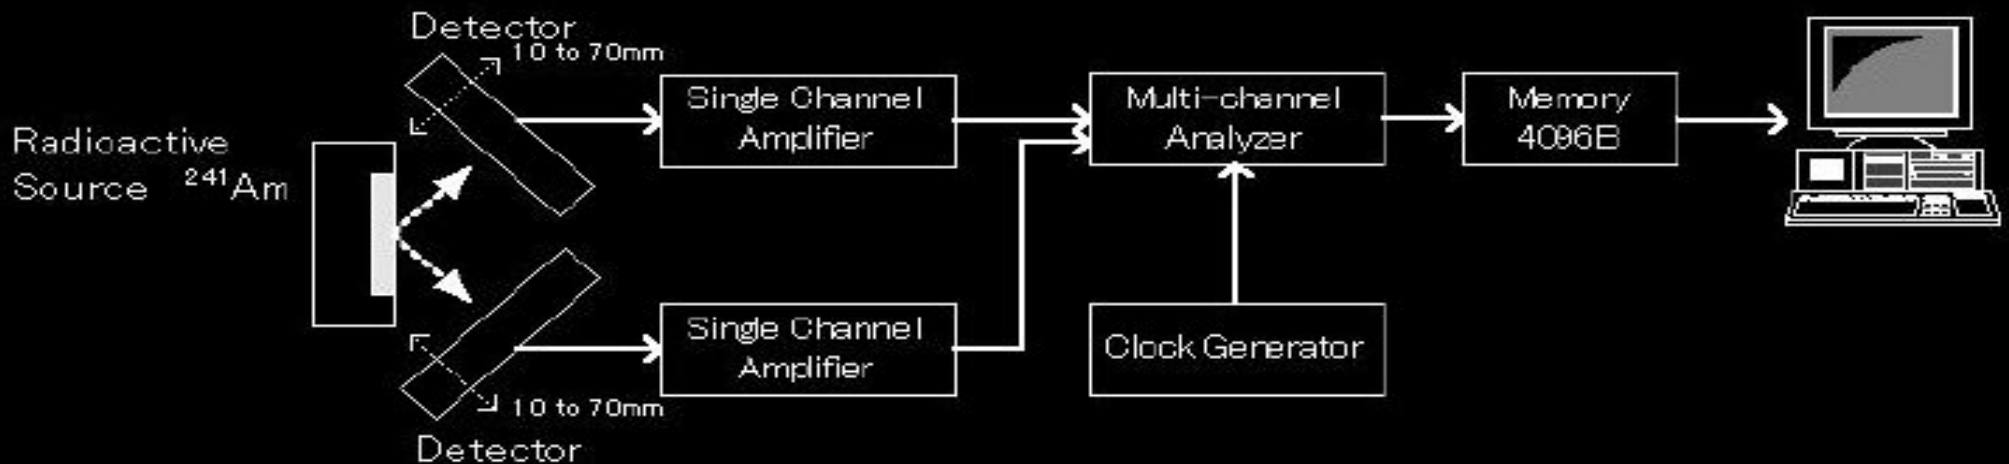 Detector
10 to 70mm
Radioactive
Source 241Am
Single Channel
Amplifier
Multi-channel
Analyzer
Memory
4096B
Single Channel
Amplifier
Clock Generator
10 to 70mm
Detector